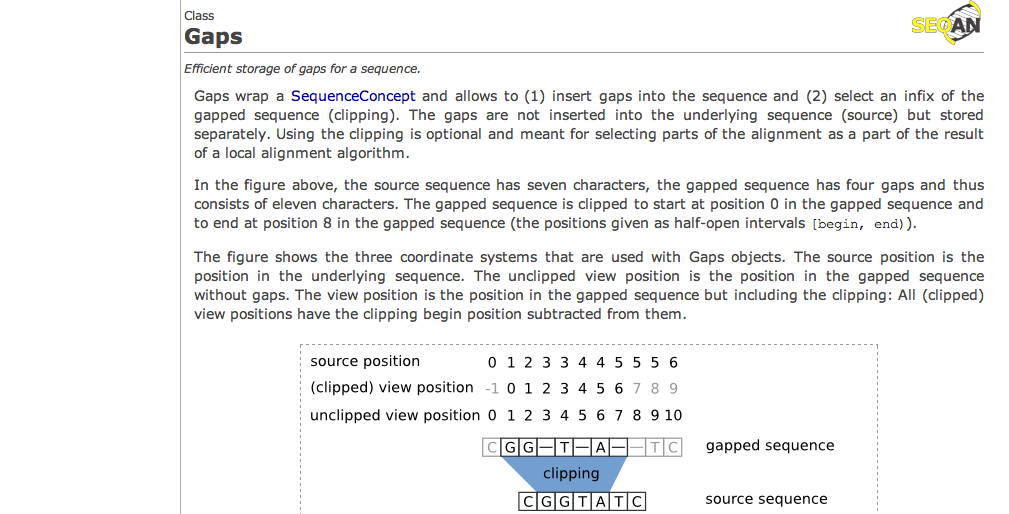 Class
SEQAN
Gaps
Efficient storage of gaps for a sequence.
Gaps wrap a SequenceConcept and allows to (1) insert gaps into the sequence and (2) select an infix of the
gapped sequence (clipping). The gaps are not inserted into the underlying sequence (source) but stored
separately. Using the clipping is optional and meant for selecting parts of the alignment as a part of the result
of a local alignment algorithm.
In the figure above, the source sequence has seven characters, the gapped sequence has four gaps and thus
consists of eleven characters. The gapped sequence is clipped to start at position 0 in the gapped sequence and
to end at position 8 in the gapped sequence (the positions given as half-open intervals [begin, end)).
The figure shows the three coordinate systems that are used with Gaps objects. The source position is the
position in the underlying sequence. The unclipped view position is the position in the gapped sequence
without gaps. The view position is the position in the gapped sequence but including the clipping: All (clipped)
view positions have the clipping begin position subtracted from them.
source position 0 1 2 3 3 4 4 5 5 5 6
(clipped) view position -1 0 1 2 3 4 5 6 7 8 9
unclipped view position 0 1 2 3 4 5 6 7 8 9 10
C G G – T – A – – T C gapped sequence
clipping
C G G T A T C source sequence